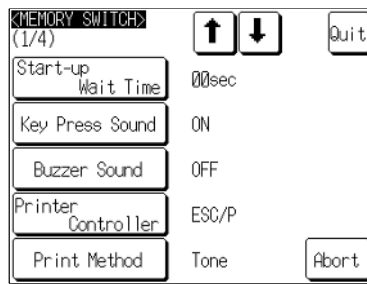 <MEMORY SWITCH>
(1/4)
Quit
Start-up
Wait Time
00sec
Key Press Sound
ON
Buzzer Sound
OFF
Printer
Controller
ESC/P
Print Method
Tone
Abort